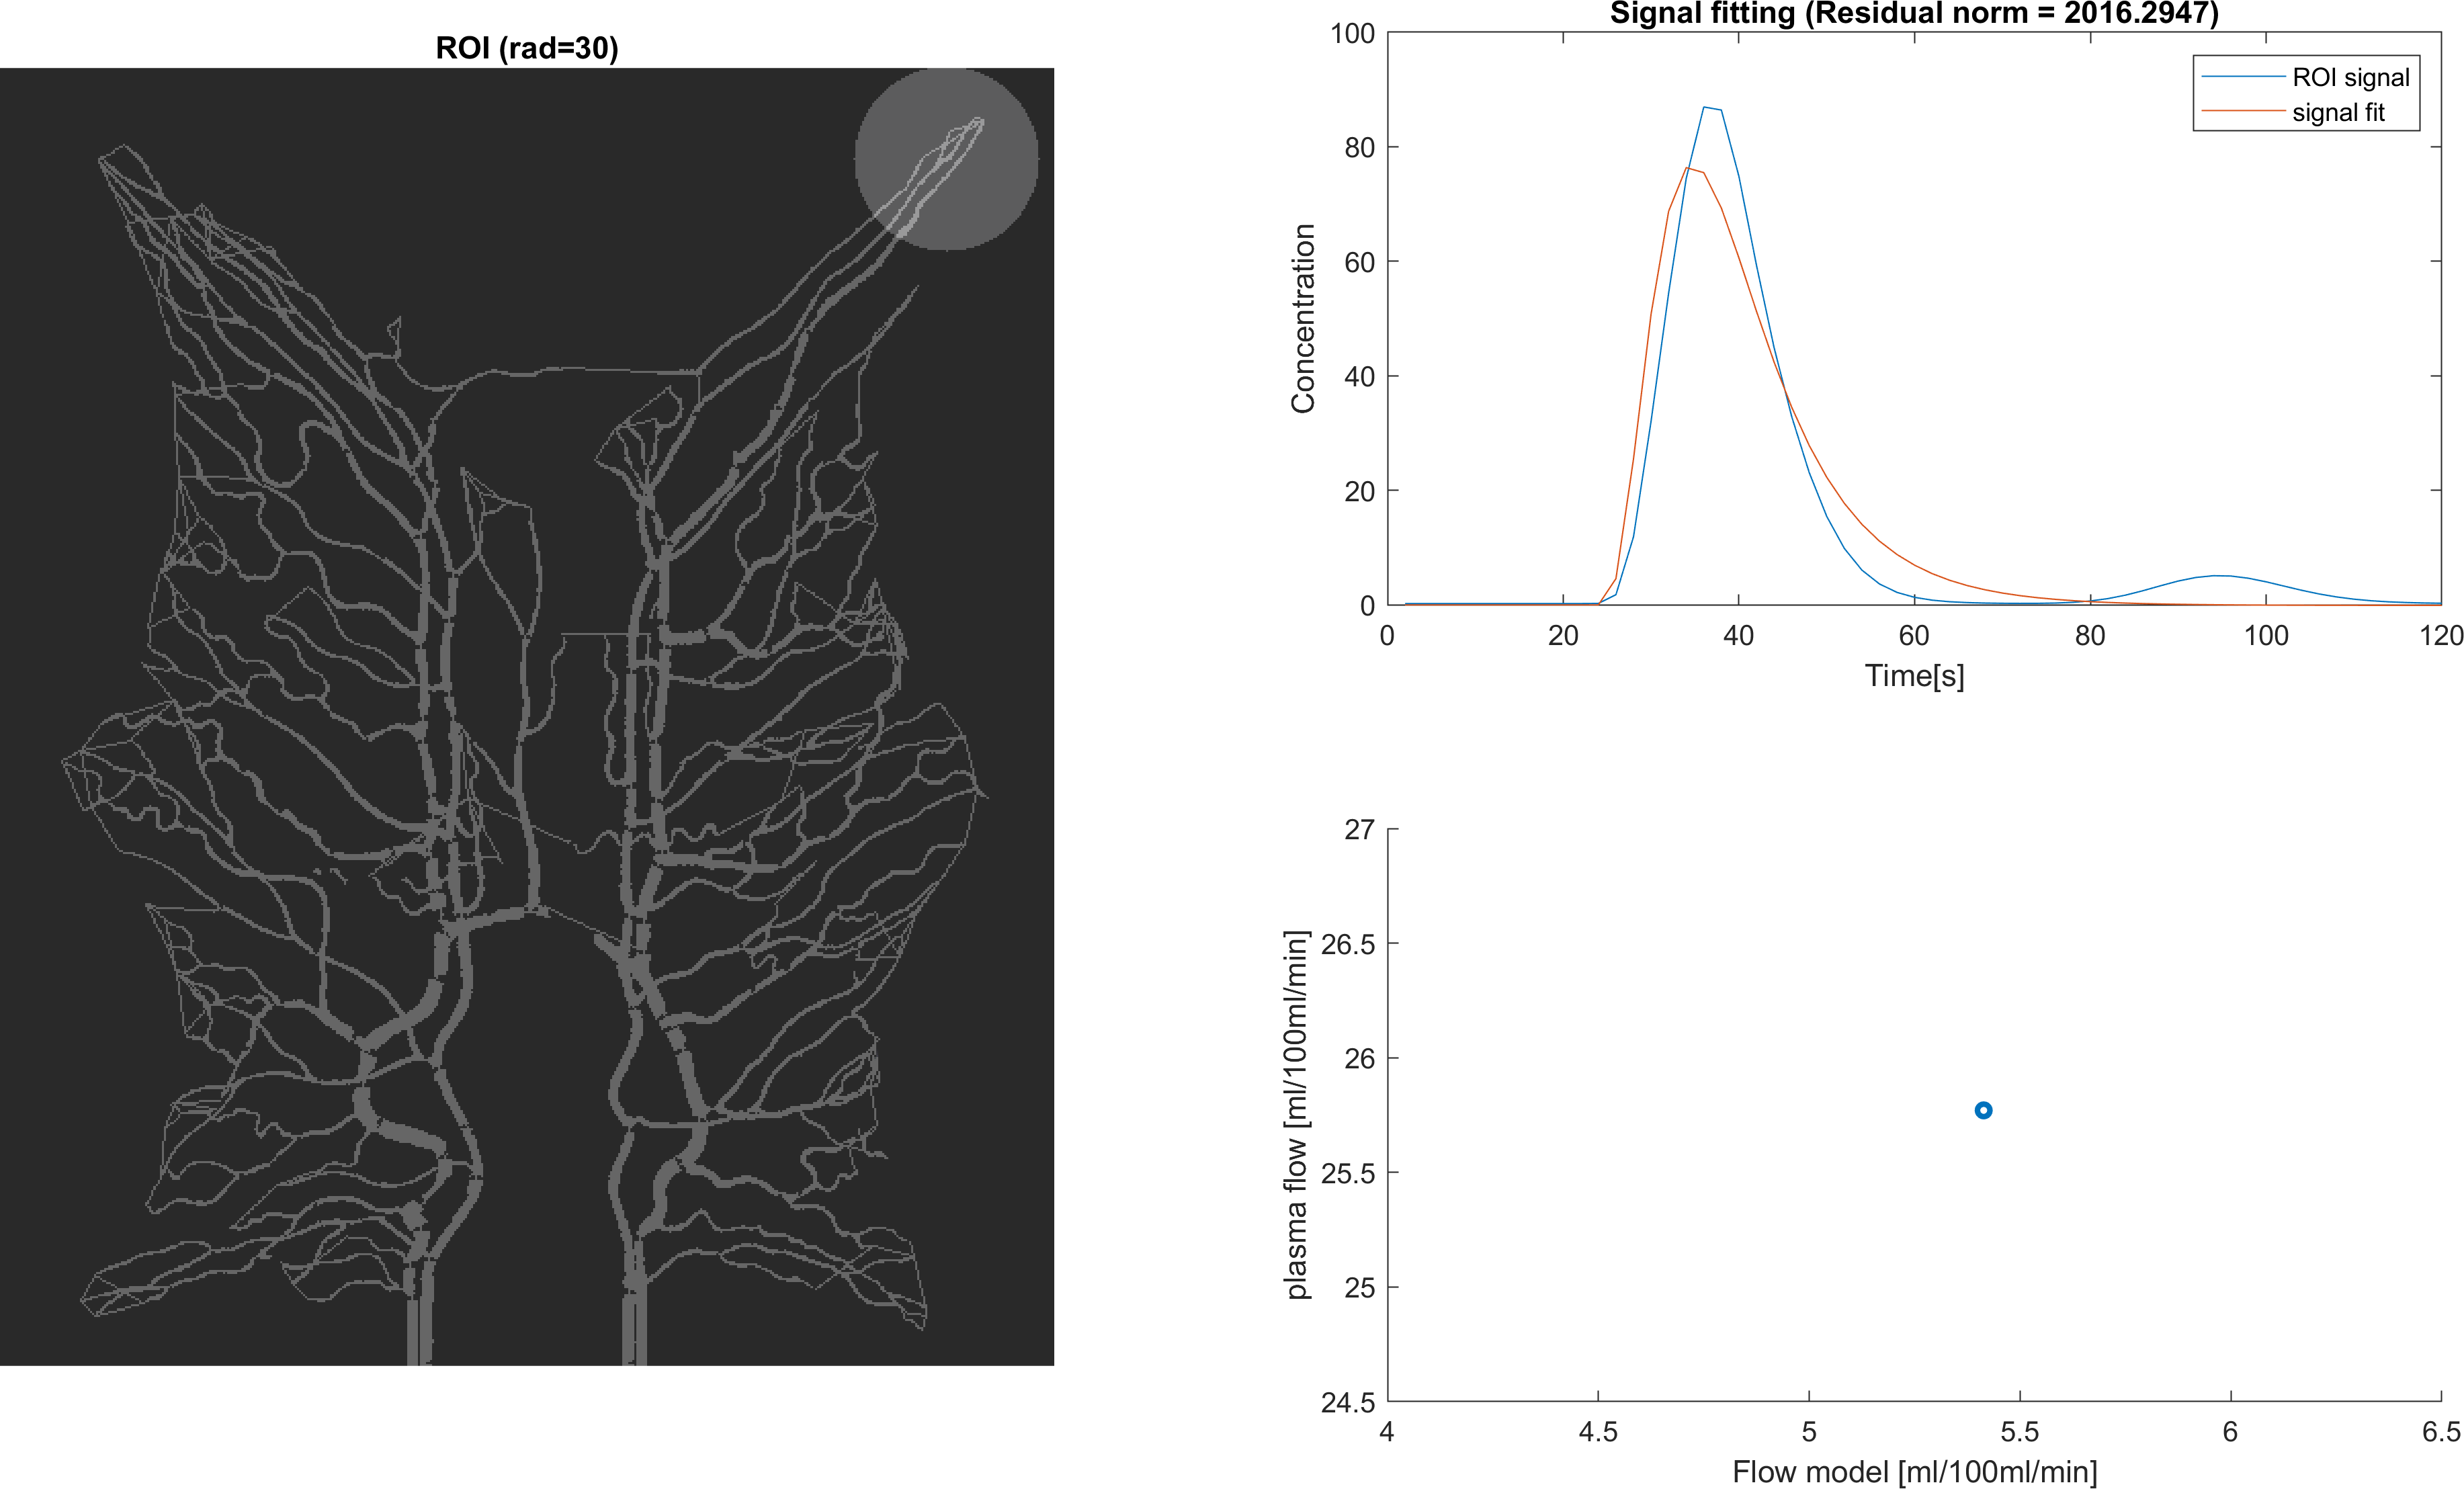 ROI (rad=30)
Signal fitting (Residual norm = 2016.2947)
100
80
60
40
20
0
Concentration
ROI signal
signal fit
0 20 40 60 80 100 120
Time[s]
27
26.5
26
25.5
25
24.5
plasma flow [ml/100ml/min]
4 4.5 5 5.5 6 6.5
Flow model [ml/100ml/min]